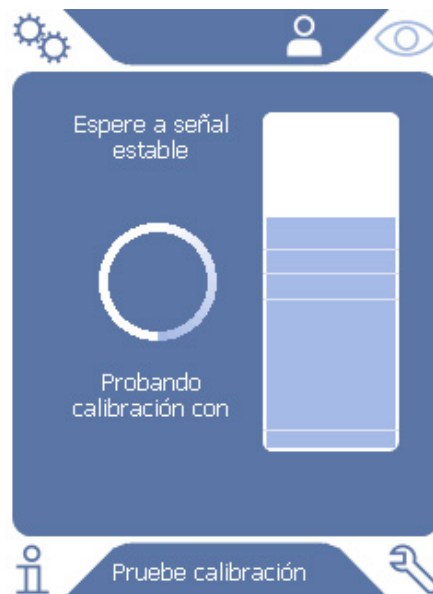 Espere a señal
estable
Probando
calibración con
Pruebe calibración